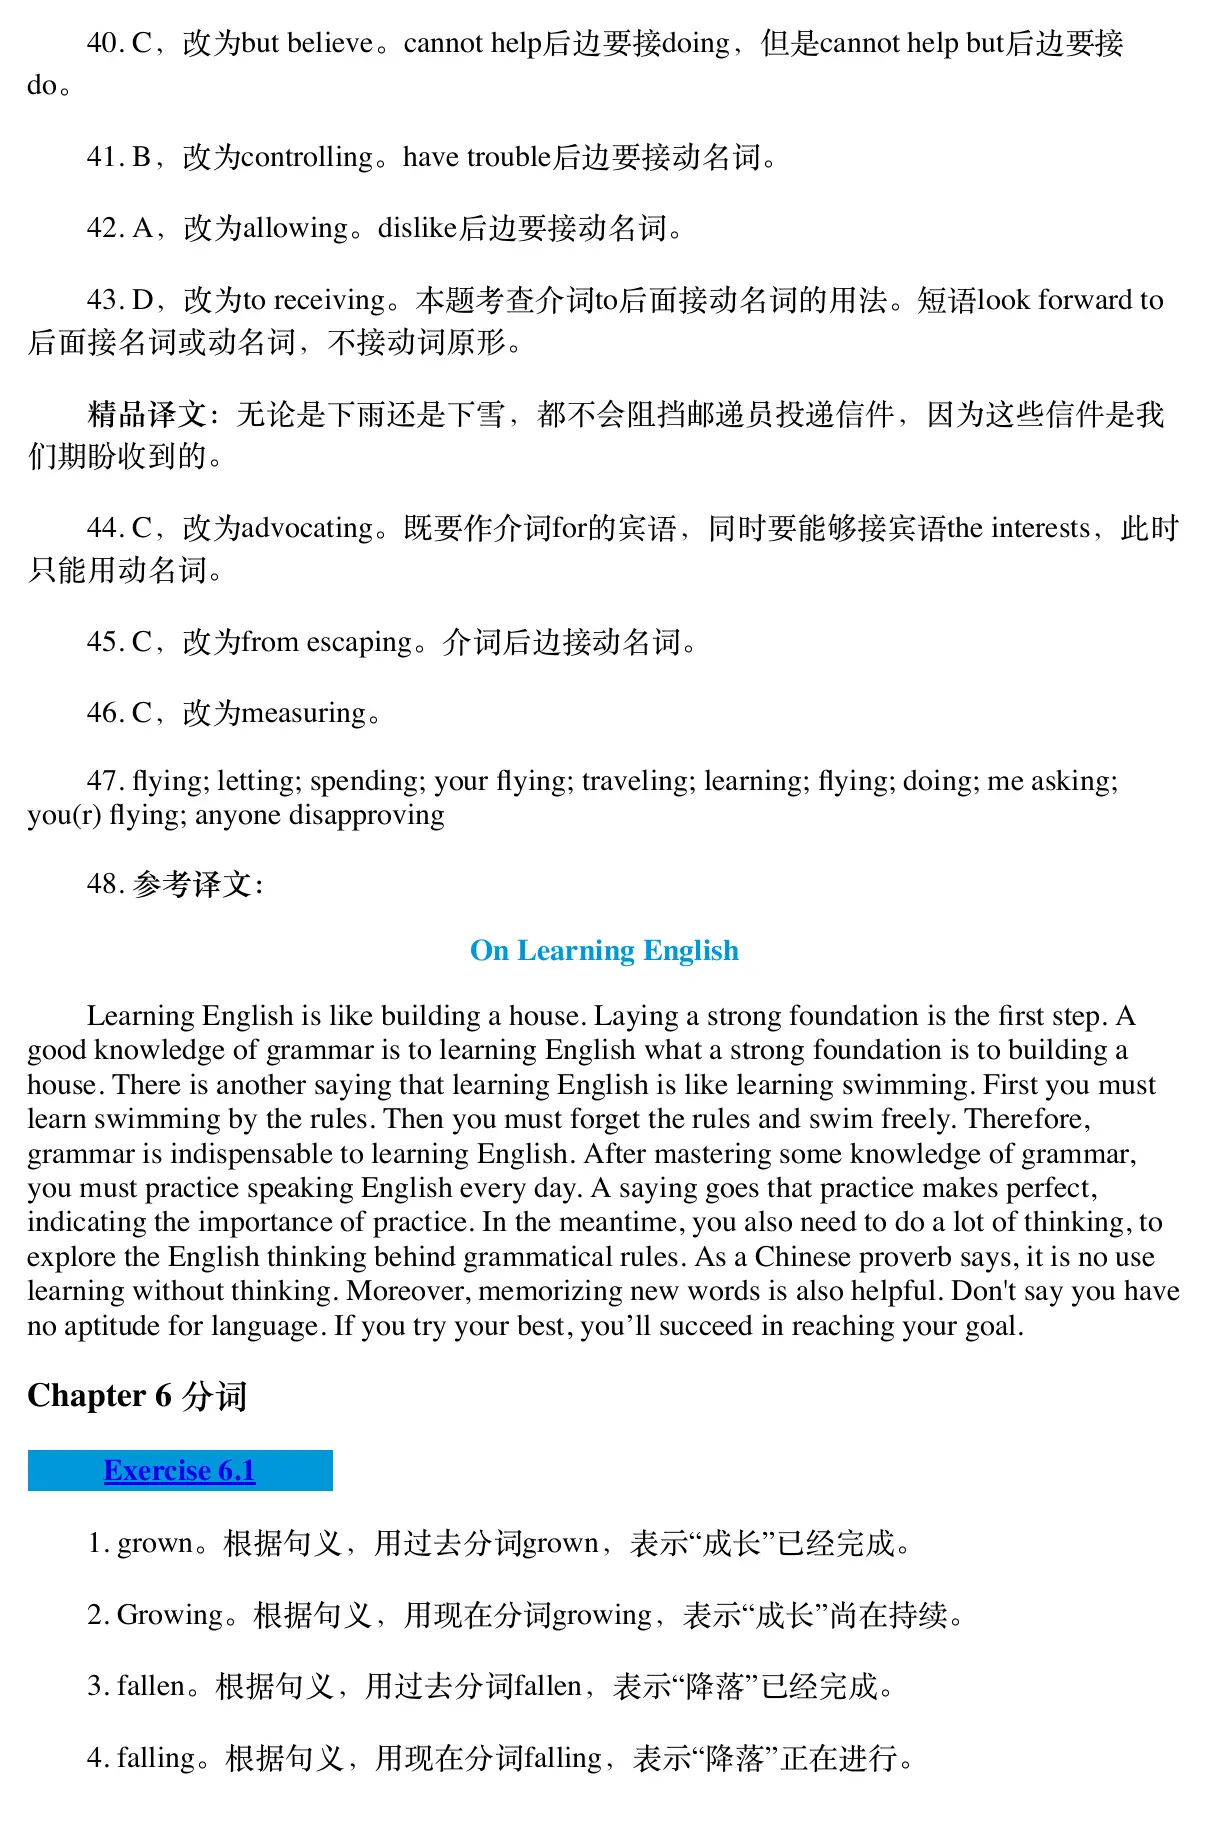 40. C，改为but believe。cannot help后边要接doing，但是cannot help but后边要接
do。
41. B，改为controlling。have trouble后边要接动名词。
42. A，改为allowing。dislike后边要接动名词。
43. D，改为to receiving。本题考查介词to后面接动名词的用法。短语look forward to
后面接名词或动名词，不接动词原形。
精品译文：无论是下雨还是下雪，都不会阻挡邮递员投递信件，因为这些信件是我
们期盼收到的。
44. C，改为advocating。既要作介词for的宾语，同时要能够接宾语the interests，此时
只能用动名词。
45. C，改为from escaping。介词后边接动名词。
46. C，改为measuring。
47. flying; letting; spending; your flying; traveling; learning; flying; doing; me asking;
you(r) flying; anyone disapproving
48. 参考译文：
On Learning English
Learning English is like building a house. Laying a strong foundation is the first step. A
good knowledge of grammar is to learning English what a strong foundation is to building a
house. There is another saying that learning English is like learning swimming. First you must
learn swimming by the rules. Then you must forget the rules and swim freely. Therefore,
grammar is indispensable to learning English. After mastering some knowledge of grammar,
you must practice speaking English every day. A saying goes that practice makes perfect,
indicating the importance of practice. In the meantime, you also need to do a lot of thinking, to
explore the English thinking behind grammatical rules. As a Chinese proverb says, it is no use
learning without thinking. Moreover, memorizing new words is also helpful. Don't say you have
no aptitude for language. If you try your best, you’ll succeed in reaching your goal.
Chapter 6 分词
Exercise 6.1
1. grown。根据句义，用过去分词grown，表示“成长”已经完成。
2. Growing。根据句义，用现在分词growing，表示“成长”尚在持续。
3. fallen。根据句义，用过去分词fallen，表示“降落”已经完成。
4. falling。根据句义，用现在分词falling，表示“降落”正在进行。